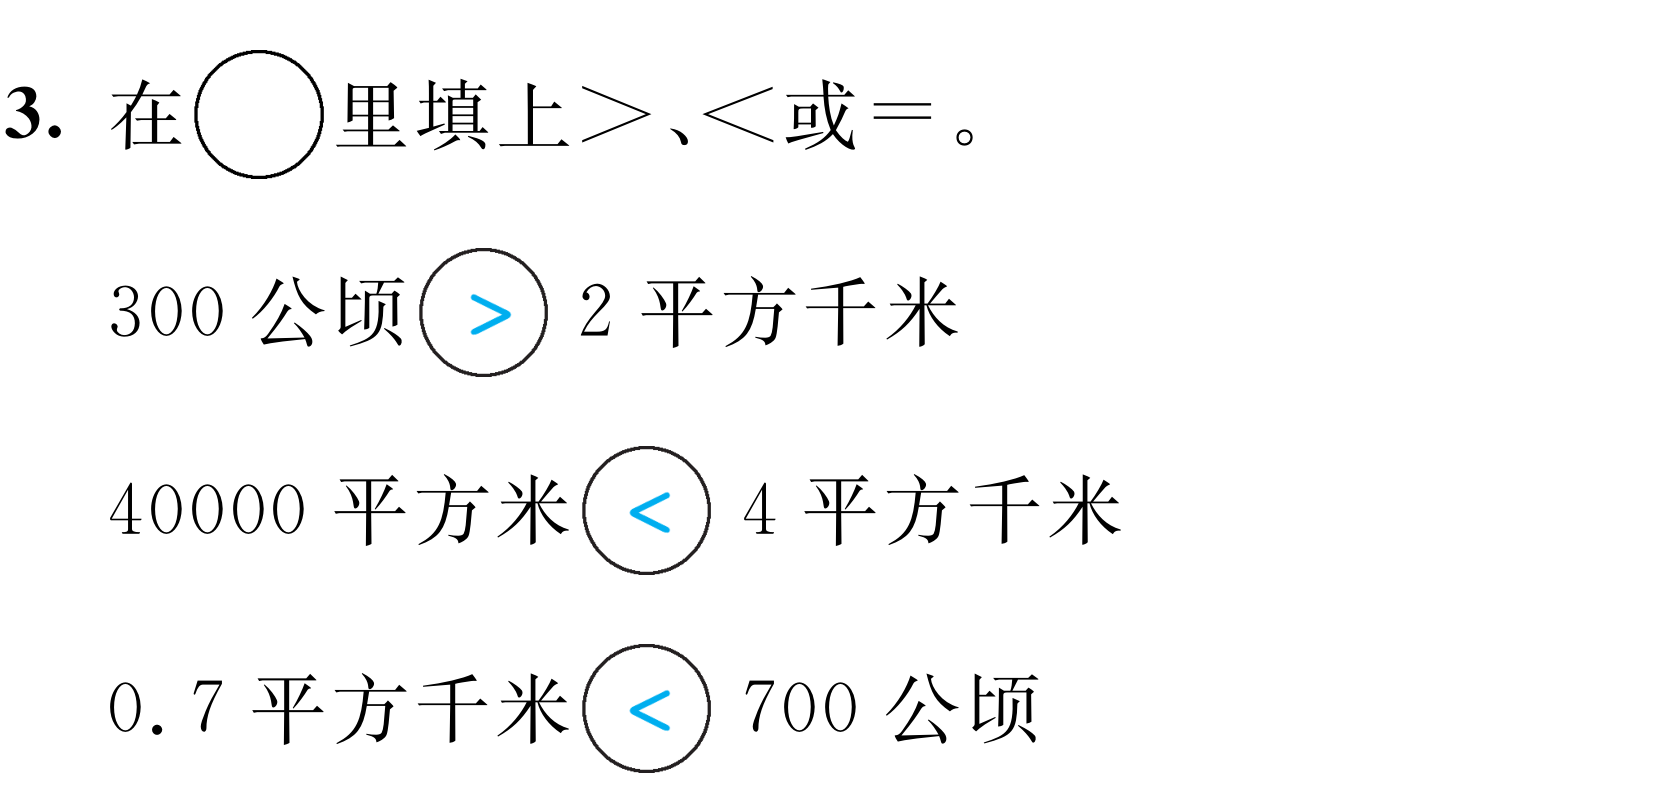 3. 在○里填上>、<或=。
300 公顷 > 2 平方千米
40000 平方米 < 4 平方千米
0.7 平方千米 < 700 公顷